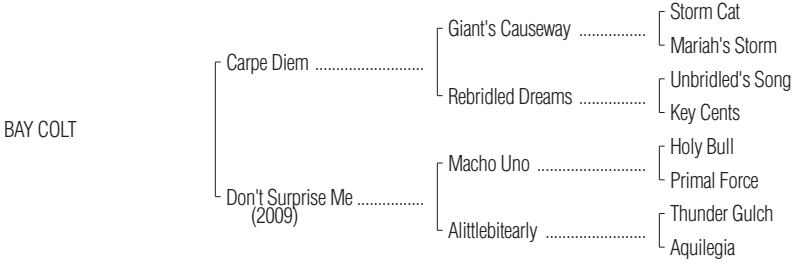 Storm Cat
Giant's Causeway ................
Mariah's Storm
Carpe Diem ..........................
Unbridled's Song
Rebridled Dreams ................
Key Cents
BAY COLT
Holy Bull
Macho Uno ..........................
Primal Force
Don't Surprise Me ................
(2009)
Thunder Gulch
Alittlebitearly ........................
Aquilegia